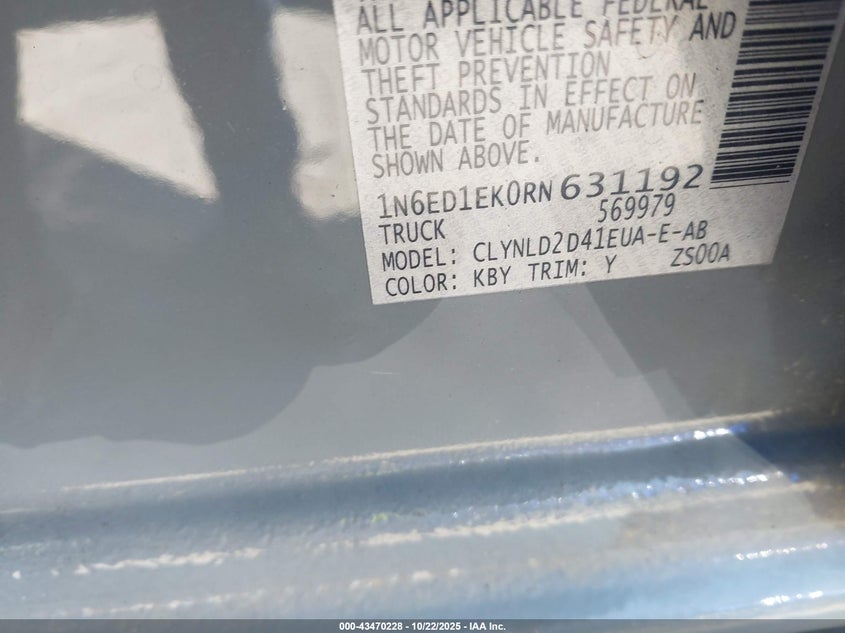 ALL APPLICABLE FEDERAL
MOTOR VEHICLE SAFETY AND
THEFT PREVENTION
STANDARDS IN EFFECT ON
THE DATE OF MANUFACTURE
SHOWN ABOVE.
1N6ED1EK0RN631192
569979
TRUCK
MODEL: CLYNLD2D41EUA-E-AB
COLOR: KBY TRIM: Y ZS00A
000-43470228 - 10/22/2025 - IAA Inc.